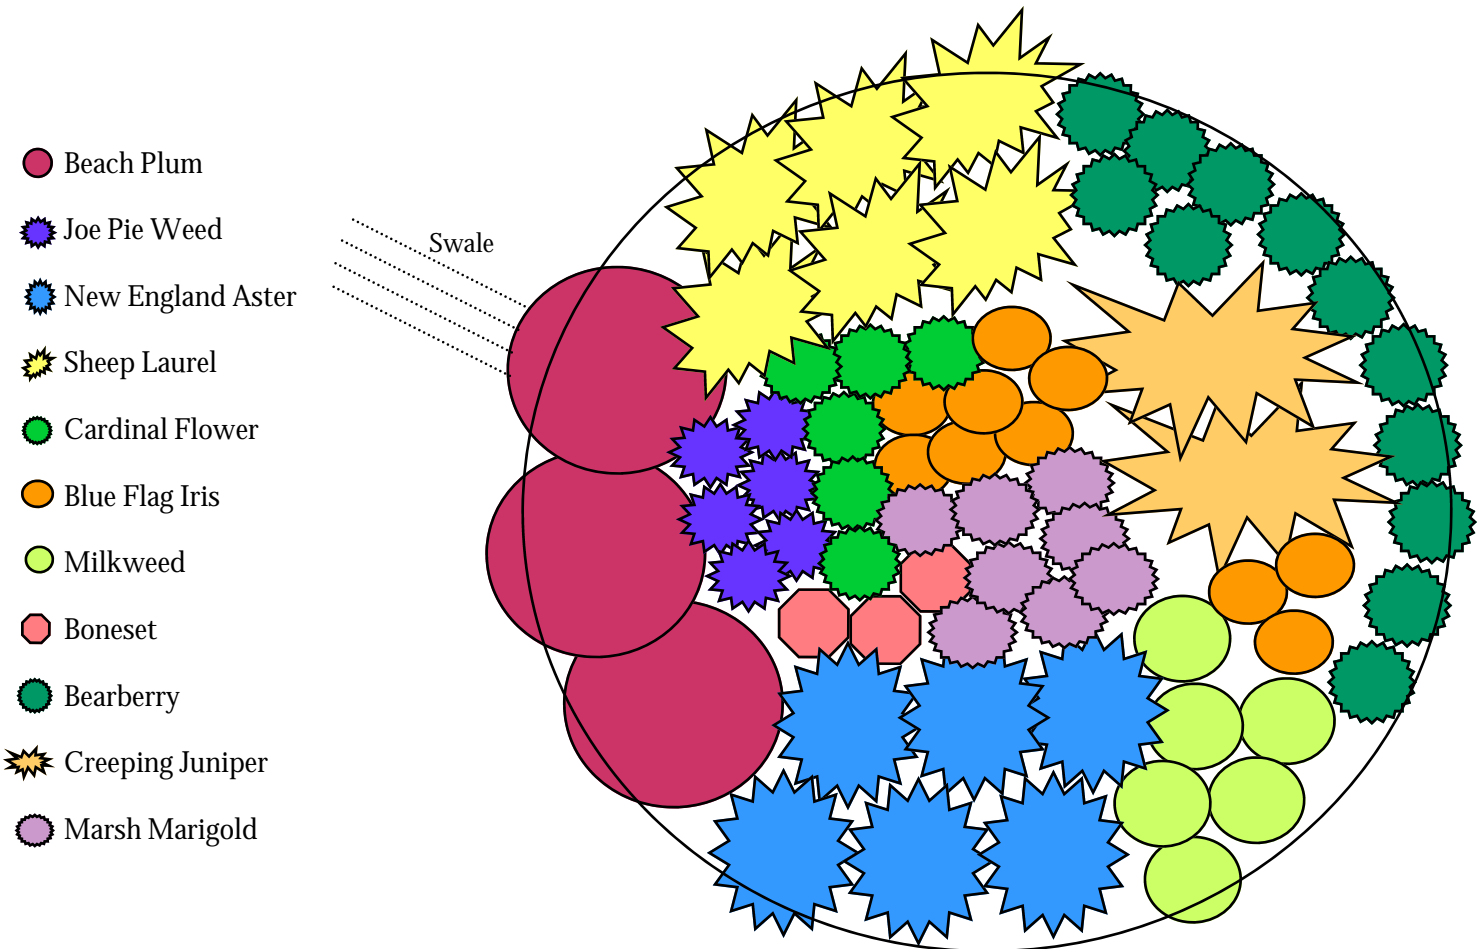 Beach Plum
Joe Pie Weed
New England Aster
Sheep Laurel
Cardinal Flower
Blue Flag Iris
Milkweed
Boneset
Bearberry
Creeping Juniper
Marsh Marigold
Swale